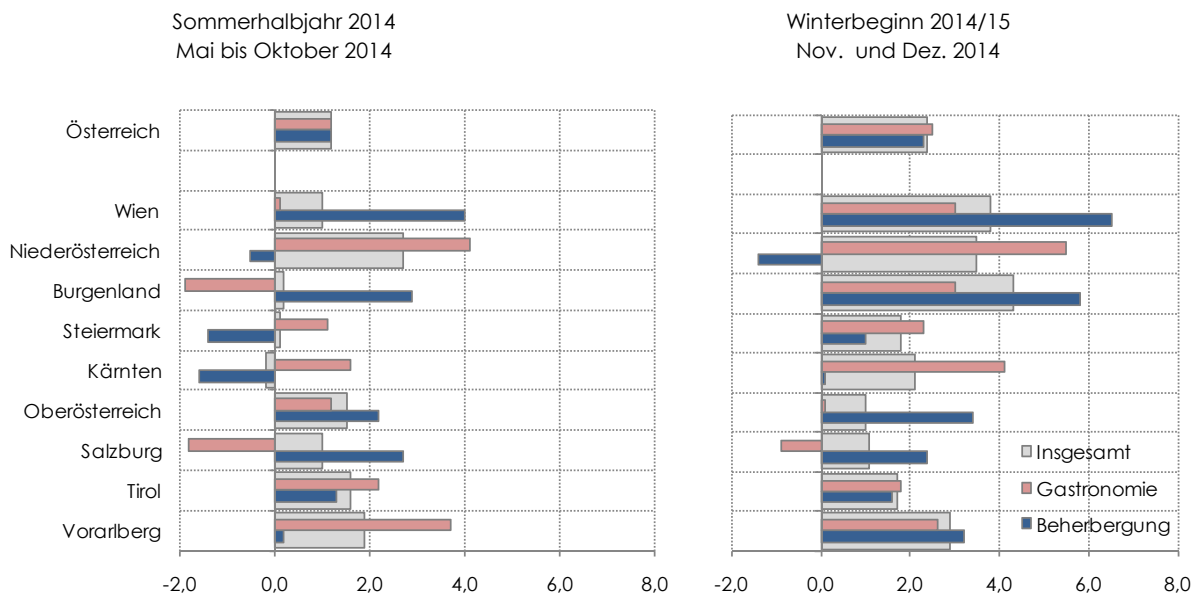 Sommerhalbjahr 2014
Mai bis Oktober 2014
Winterbeginn 2014/15
Nov. und Dez. 2014
Österreich
Wien
Niederösterreich
Burgenland
Steiermark
Kärnten
Oberösterreich
Salzburg
Tirol
Vorarlberg
-2,0 0,0 2,0 4,0 6,0 8,0
Insgesamt
Gastronomie
Beherbergung
-2,0 0,0 2,0 4,0 6,0 8,0